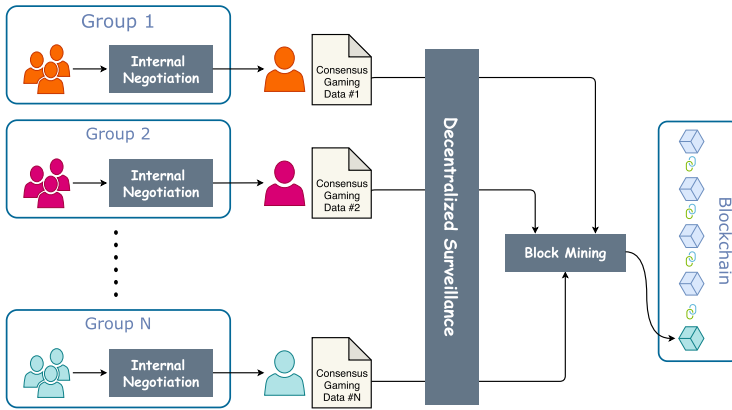 Group 1
Internal
Negotiation
Consensus
Gaming
Data #1
Group 2
Internal
Negotiation
Consensus
Gaming
Data #2
Group N
Internal
Negotiation
Consensus
Gaming
Data #N
Decentralized Surveillance
Block Mining
Blockchain